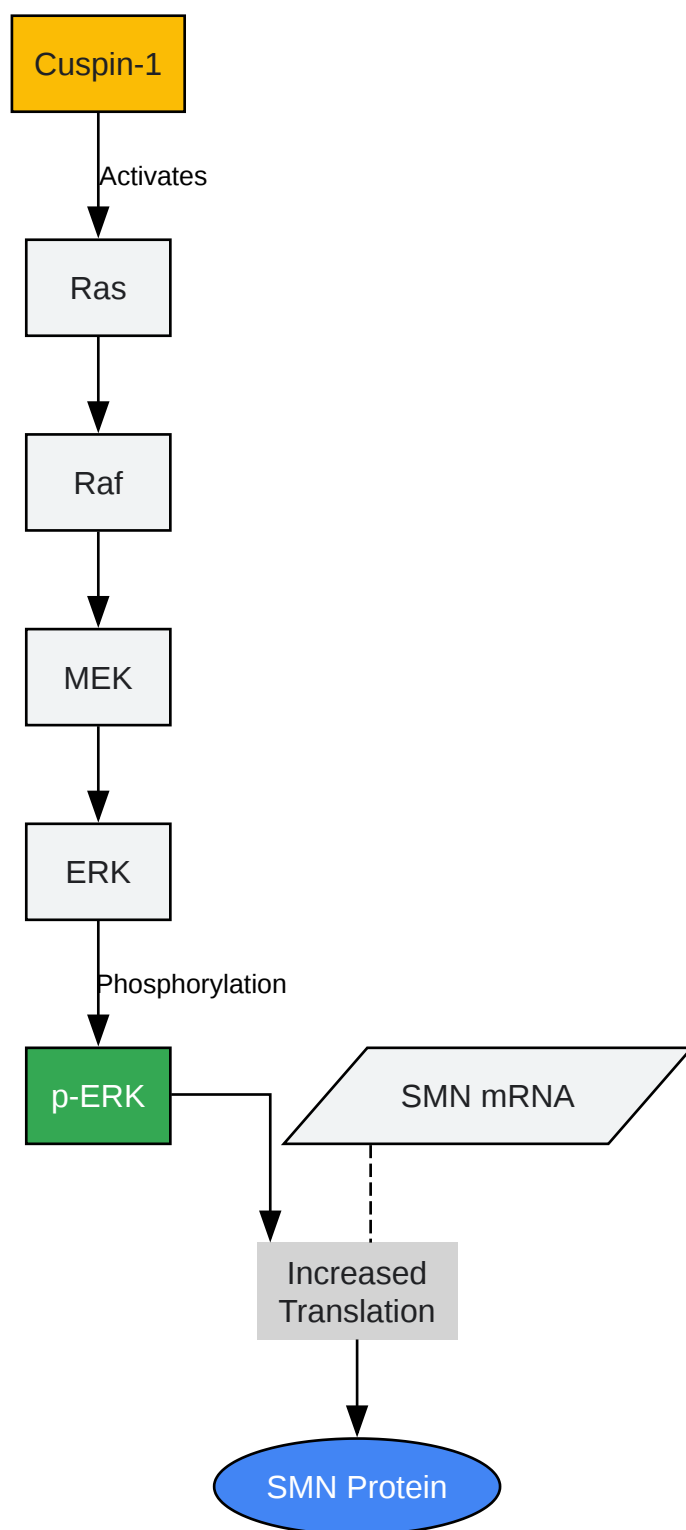 Cuspin-1
Activates
Ras
Raf
MEK
ERK
Phosphorylation
p-ERK
SMN mRNA
Increased
Translation
SMN Protein